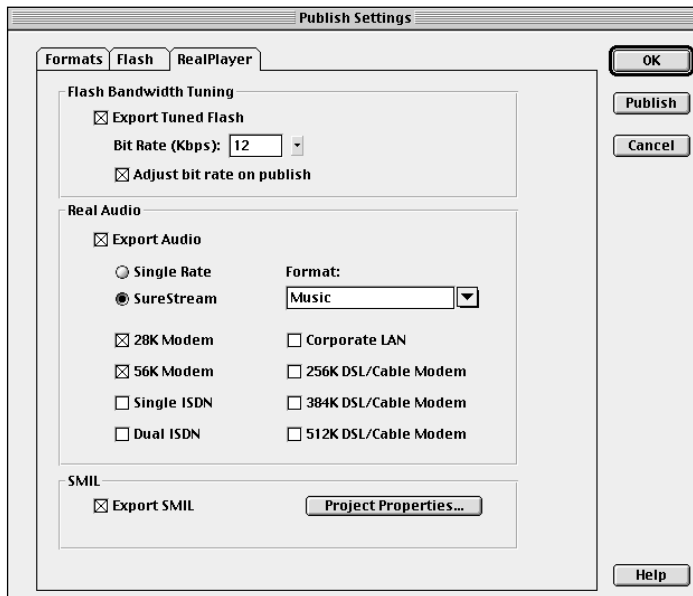 Publish Settings
Formats Flash RealPlayer
OK
Publish
Cancel
Flash Bandwidth Tuning
Export Tuned Flash
Bit Rate (Kbps): 12
Adjust bit rate on publish
Real Audio
Export Audio
Single Rate
Format:
SureStream
Music
28K Modem
Corporate LAN
56K Modem
256K DSL/Cable Modem
Single ISDN
384K DSL/Cable Modem
Dual ISDN
512K DSL/Cable Modem
SMIL
Export SMIL
Project Properties...
Help